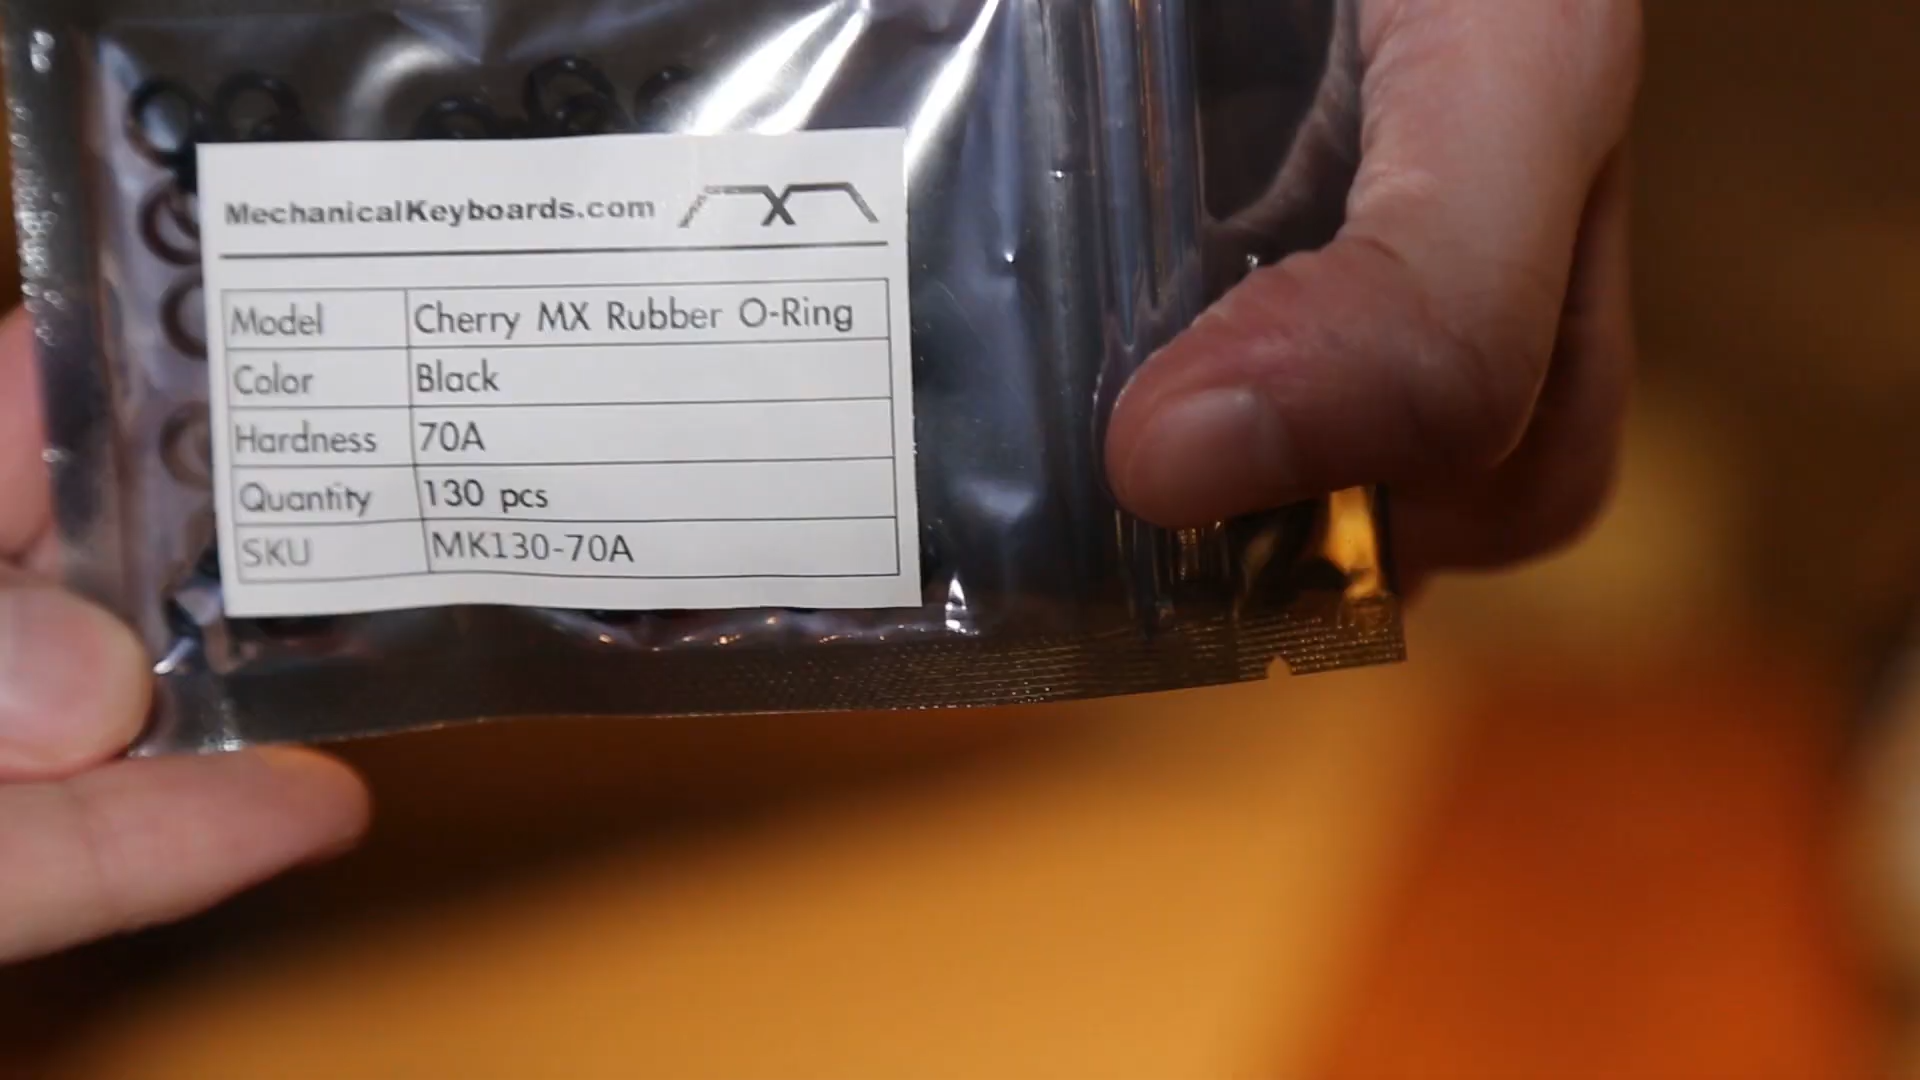 MechanicalKeyboards.com
Model Cherry MX Rubber O-Ring
Color Black
Hardness 70A
Quantity 130 pcs
SKU MK130-70A